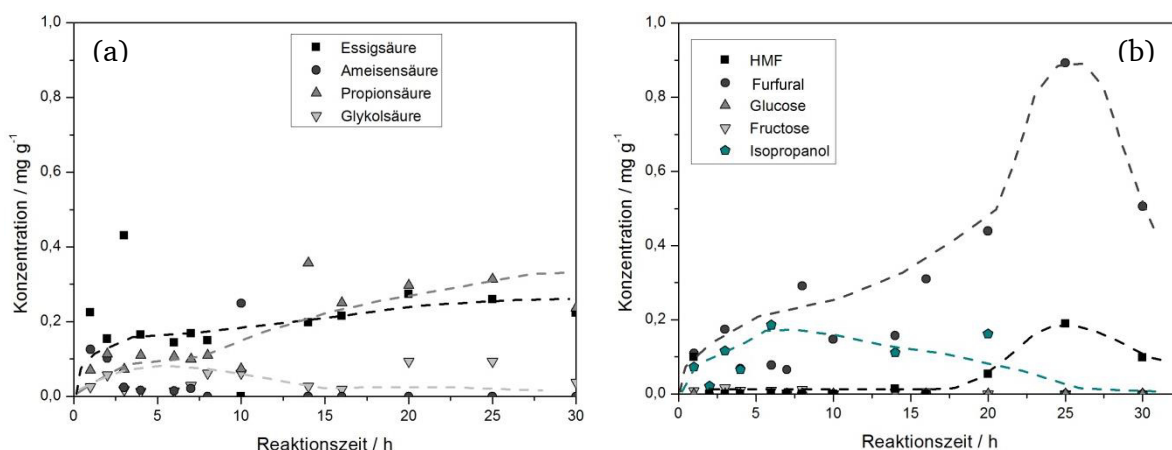 (a)
Konzentration / mg g⁻¹
1,0
0,8
0,6
0,4
0,2
0,0
Essigsäure
Ameisensäure
Propionsäure
Glykolsäure
0 5 10 15 20 25 30
Reaktionszeit / h
(b)
Konzentration / mg g⁻¹
1,0
0,8
0,6
0,4
0,2
0,0
HMF
Furfural
Glucose
Fructose
Isopropanol
0 5 10 15 20 25 30
Reaktionszeit / h